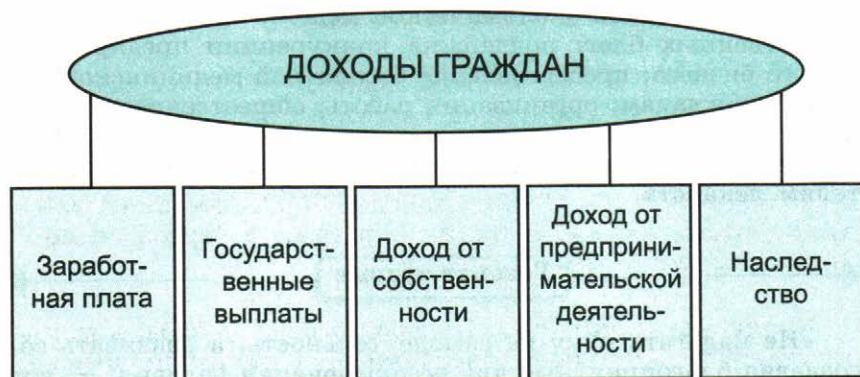 ДОХОДЫ ГРАЖДАН
Заработ-
ная плата
Государст-
венные
выплаты
Доход от
собствен-
ности
Доход от
предприни-
мательской
деятель-
ности
Наслед-
ство